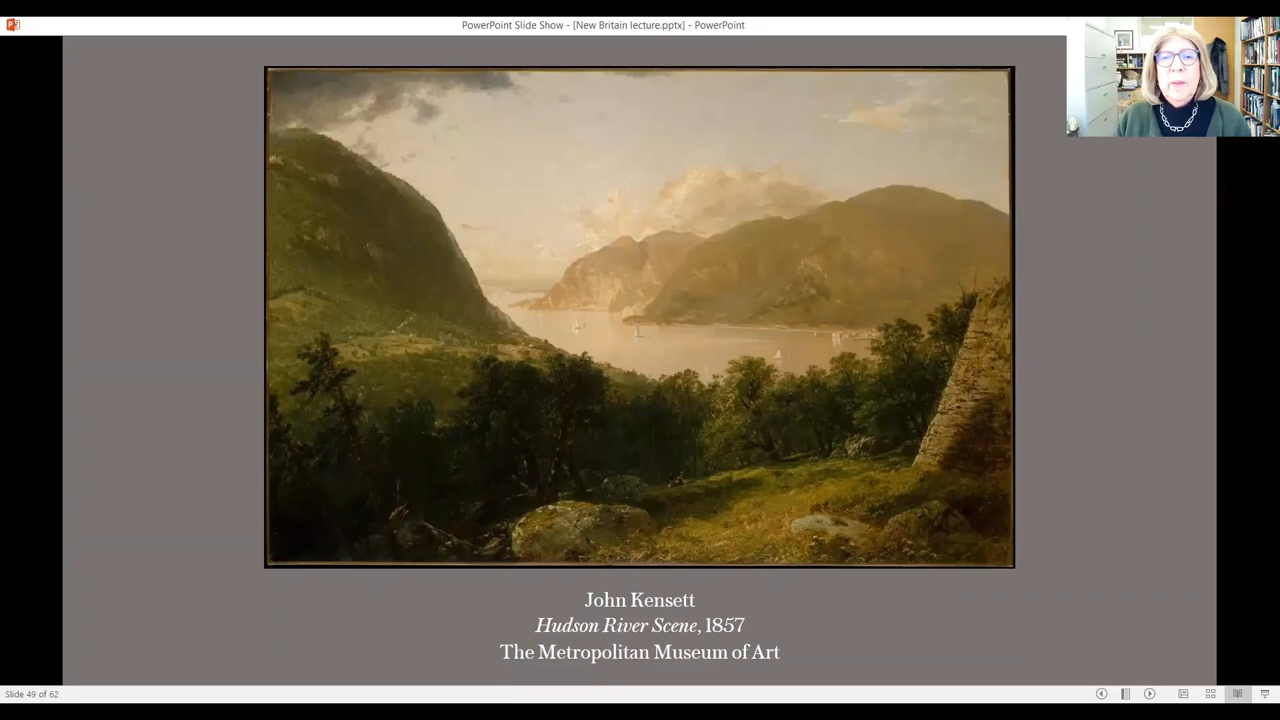 PowerPoint Slide Show - [New Britain lecture.pptx] - PowerPoint
John Kensett
Hudson River Scene, 1857
The Metropolitan Museum of Art
Slide 49 of 62